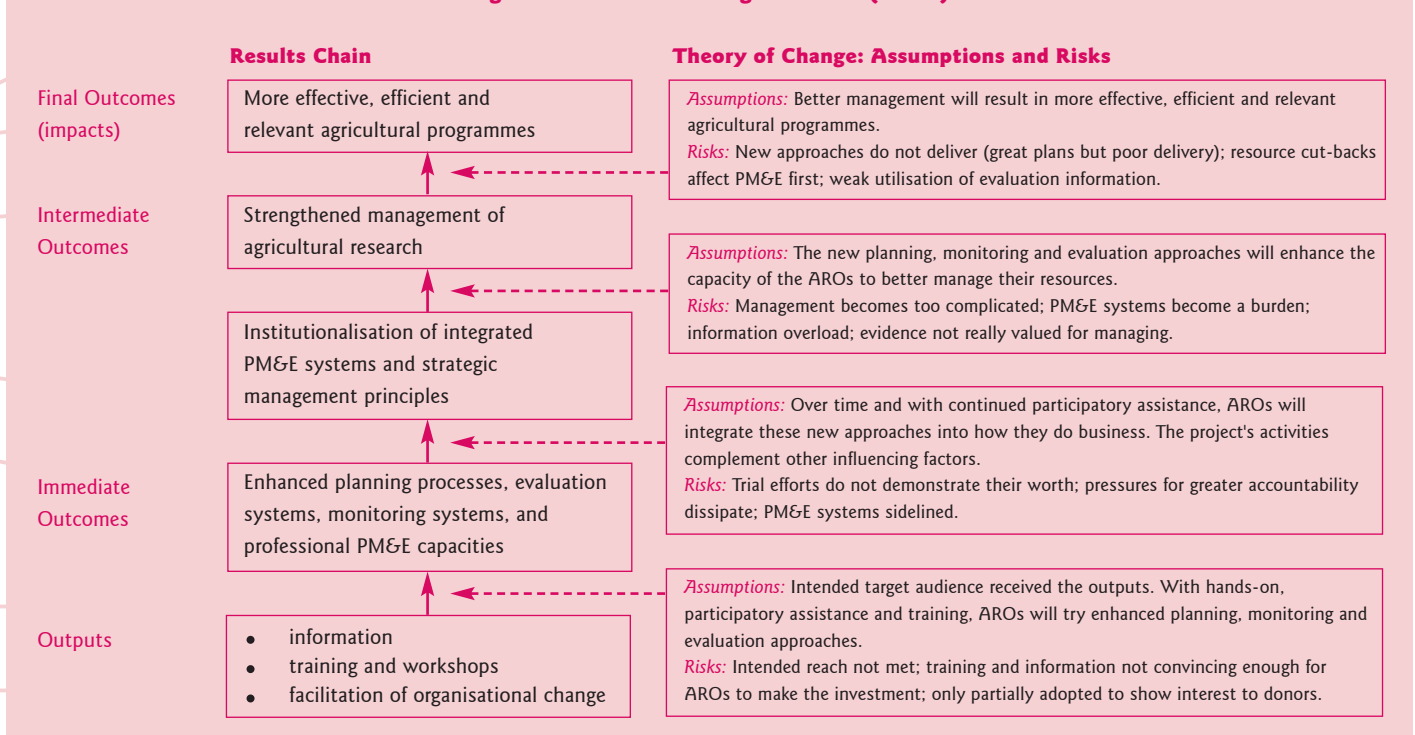 Results Chain
Theory of Change: Assumptions and Risks
Final Outcomes
(impacts)
More effective, efficient and
relevant agricultural programmes
Assumptions: Better management will result in more effective, efficient and relevant
agricultural programmes.
Risks: New approaches do not deliver (great plans but poor delivery); resource cut-backs
affect PM&E first; weak utilisation of evaluation information.
Intermediate
Outcomes
Strengthened management of
agricultural research
Assumptions: The new planning, monitoring and evaluation approaches will enhance the
capacity of the AROs to better manage their resources.
Risks: Management becomes too complicated; PM&E systems become a burden;
information overload; evidence not really valued for managing.
Institutionalisation of integrated
PM&E systems and strategic
management principles
Assumptions: Over time and with continued participatory assistance, AROs will
integrate these new approaches into how they do business. The project's activities
complement other influencing factors.
Risks: Trial efforts do not demonstrate their worth; pressures for greater accountability
dissipate; PM&E systems sidelined.
Immediate
Outcomes
Enhanced planning processes, evaluation
systems, monitoring systems, and
professional PM&E capacities
Assumptions: Intended target audience received the outputs. With hands-on,
participatory assistance and training, AROs will try enhanced planning, monitoring and
evaluation approaches.
Risks: Intended reach not met; training and information not convincing enough for
AROs to make the investment; only partially adopted to show interest to donors.
Outputs
• information
• training and workshops
• facilitation of organisational change